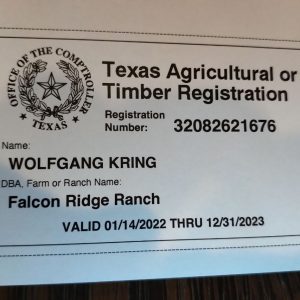 OFFICE OF THE COMPTROLLER
TEXAS
Texas Agricultural or
Timber Registration
Registration
Number: 32082621676
Name:
WOLFGANG KRING
DBA, Farm or Ranch Name:
Falcon Ridge Ranch
VALID 01/14/2022 THRU 12/31/2023